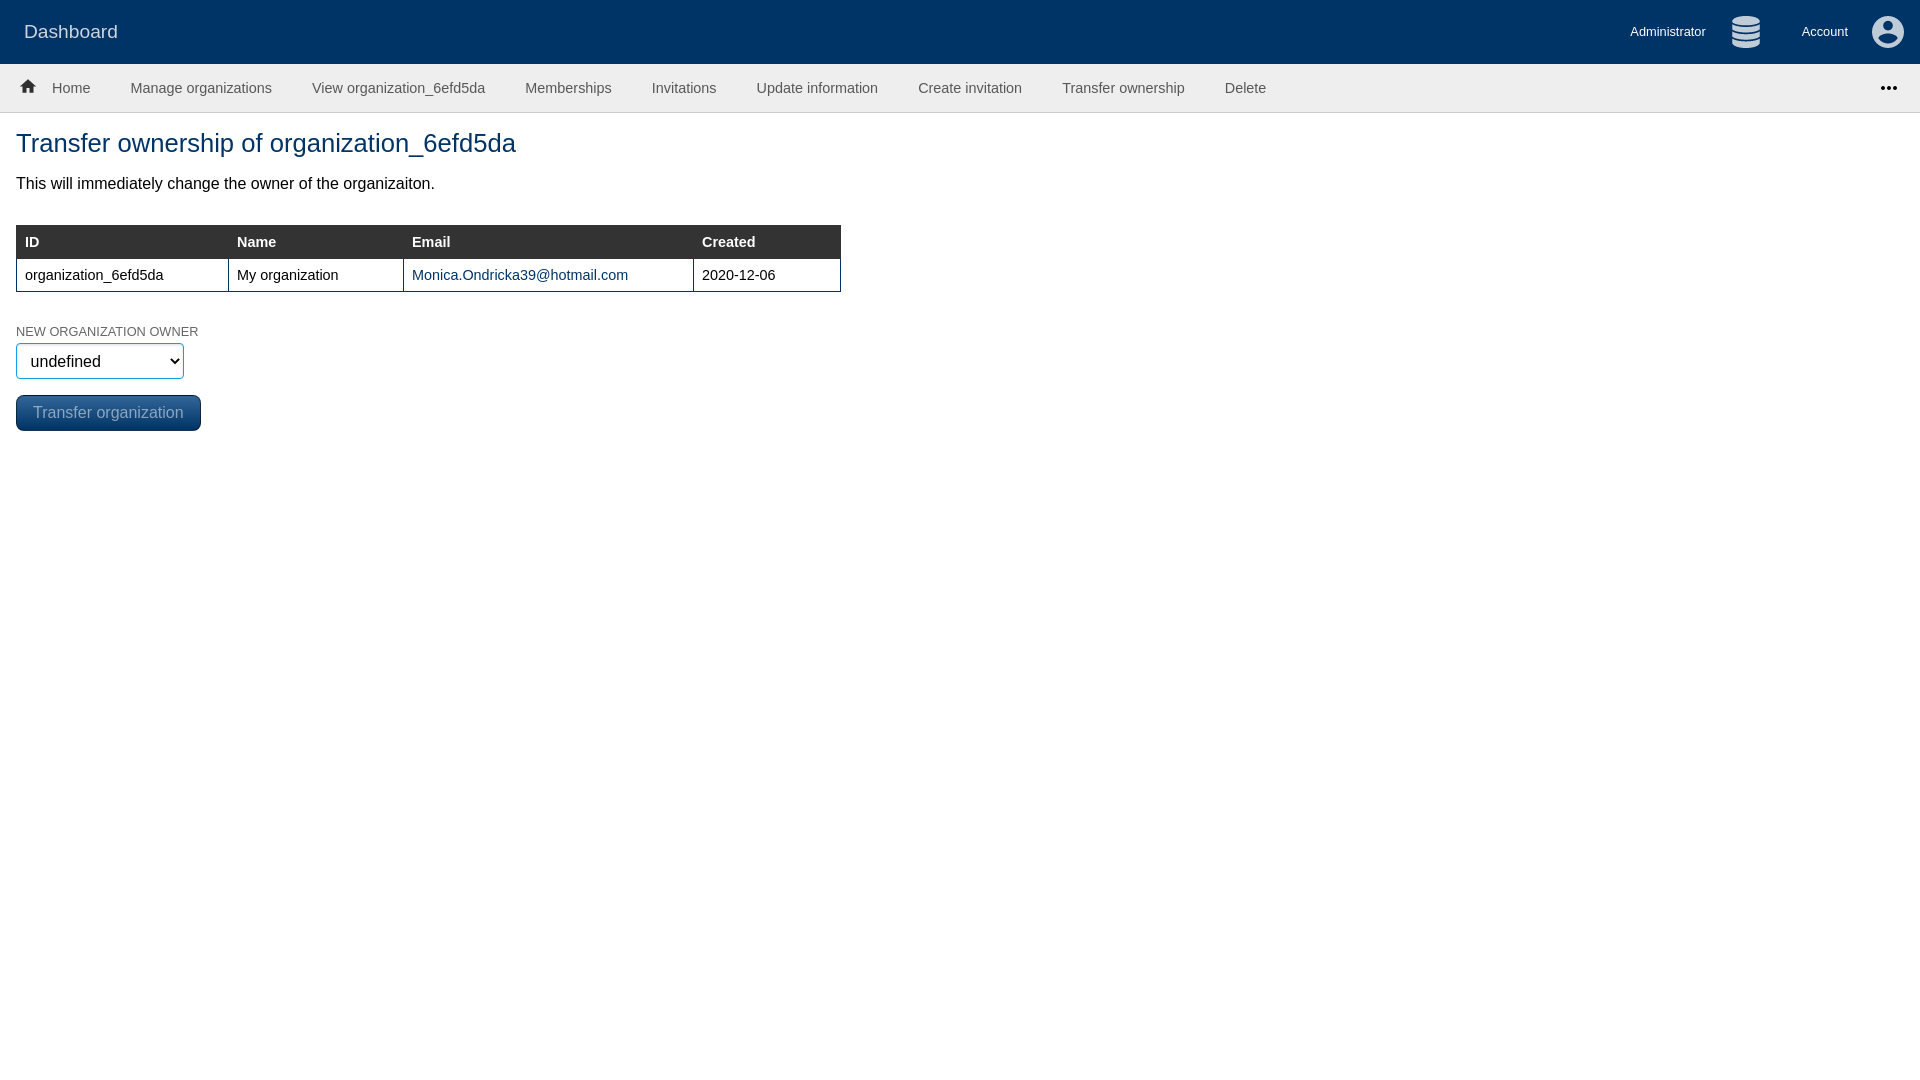 Dashboard
Administrator
Account
Home
Manage organizations
View organization_6efd5da
Memberships
Invitations
Update information
Create invitation
Transfer ownership
Delete
Transfer ownership of organization_6efd5da
This will immediately change the owner of the organizaiton.
ID Name Email Created
organization_6efd5da My organization Monica.Ondricka39@hotmail.com 2020-12-06
NEW ORGANIZATION OWNER
undefined
Transfer organization